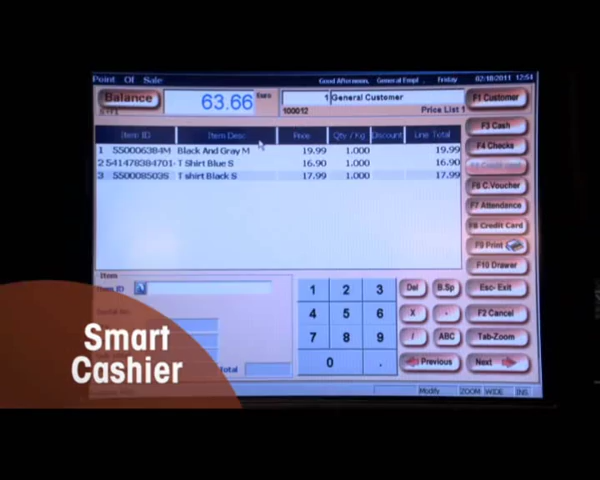 Point Of Sale Good Afternoon, General Empl. , Friday 02/18/2011 12:51
Balance 63.66 Euro 1 General Customer F1 Customer
100012 Price List 1
F3 Cash
Item ID Item Desc. Price Qty / Kg Discount Line Total
F4 Checks
1 550006384M Black And Gray M 19.99 1.000 19.99
2 541478384701- T Shirt Blue S 16.90 1.000 16.90
3 550008503S T shirt Black S 17.99 1.000 17.99
F6 C.Voucher
F7 Attendance
F8 Credit Card
F9 Print
F10 Drawer
Item
1 2 3 Del B.Sp Esc- Exit
4 5 6 X . F2 Cancel
7 8 9 / ABC Tab-Zoom
0 . Previous Next
Total
Modify ZOOM WIDE INS
Smart
Cashier